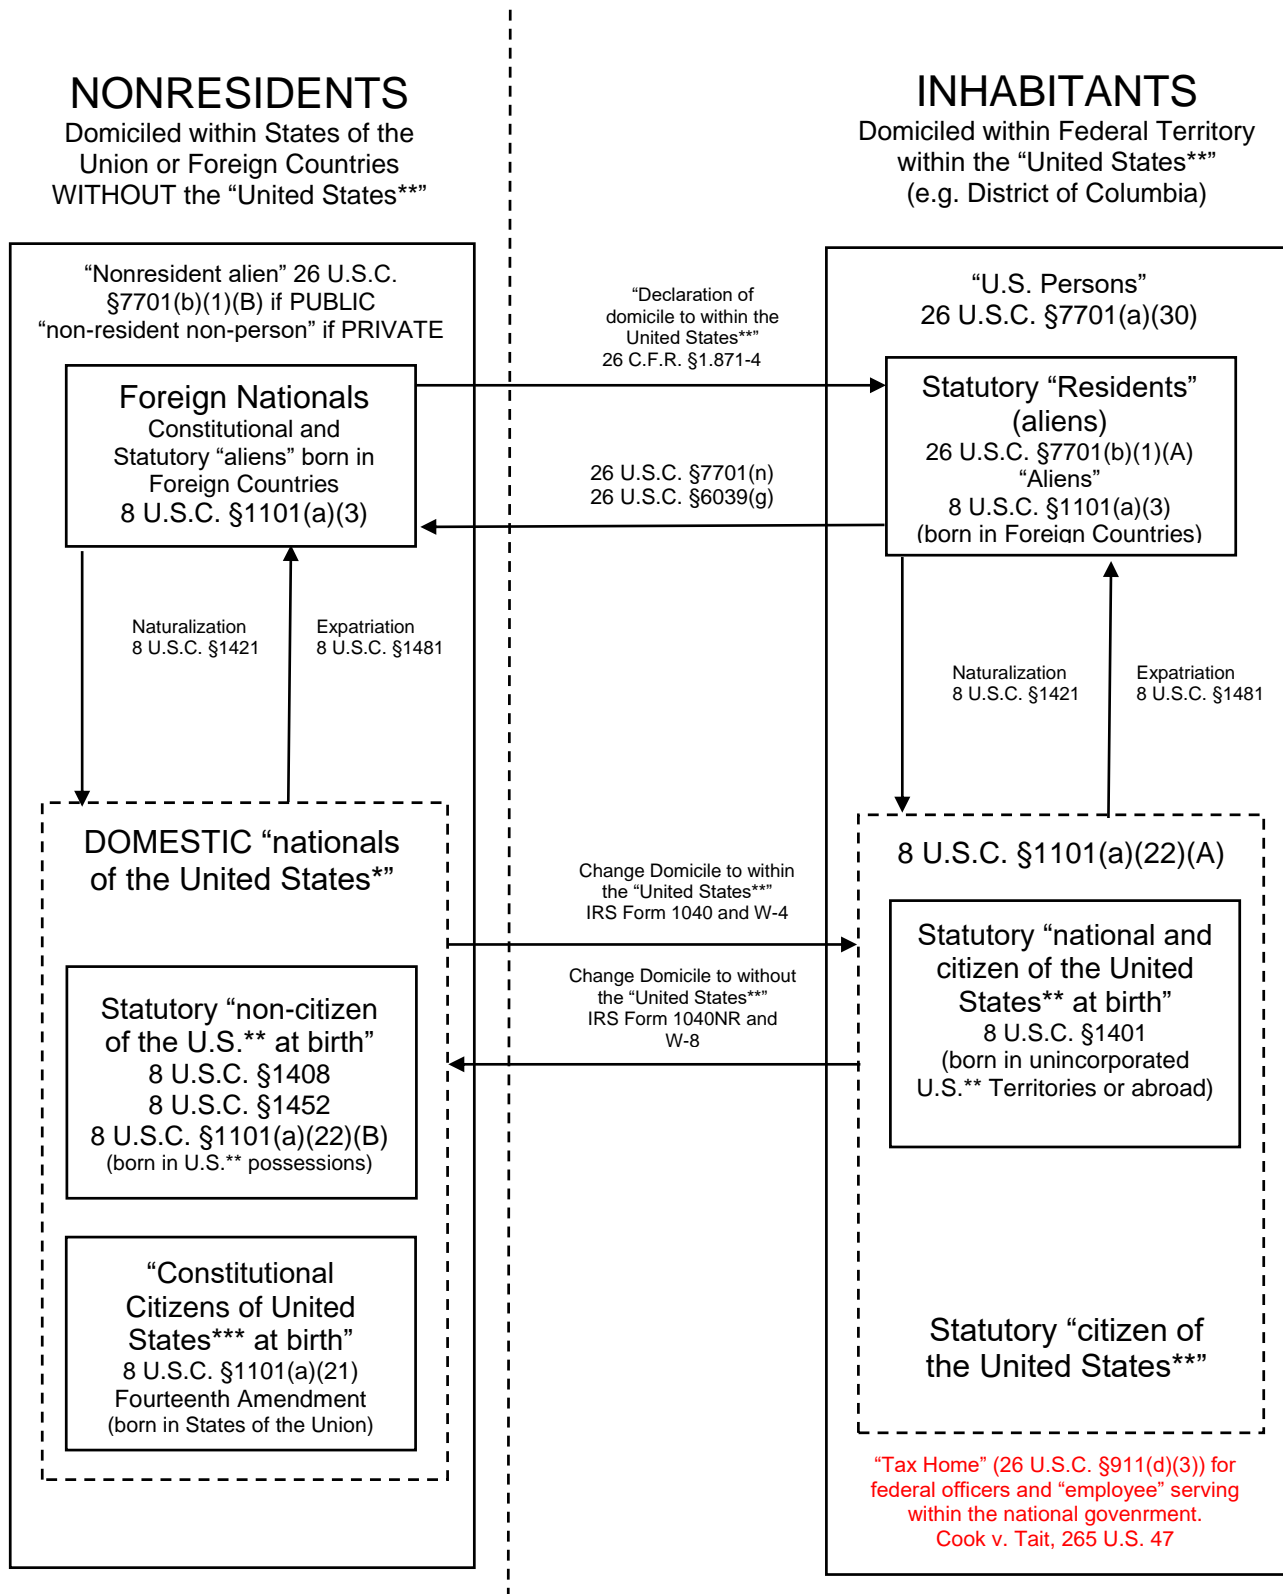 NONRESIDENTS
Domiciled within States of the
Union or Foreign Countries
WITHOUT the “United States**”
INHABITANTS
Domiciled within Federal Territory
within the “United States**”
(e.g. District of Columbia)
“Nonresident alien” 26 U.S.C.
§7701(b)(1)(B) if PUBLIC
“non-resident non-person” if PRIVATE
Foreign Nationals
Constitutional and
Statutory “aliens” born in
Foreign Countries
8 U.S.C. §1101(a)(3)
“Declaration of
domicile to within the
United States**”
26 C.F.R. §1.871-4
26 U.S.C. §7701(n)
26 U.S.C. §6039(g)
“U.S. Persons”
26 U.S.C. §7701(a)(30)
Statutory “Residents”
(aliens)
26 U.S.C. §7701(b)(1)(A)
“Aliens”
8 U.S.C. §1101(a)(3)
(born in Foreign Countries)
Naturalization
8 U.S.C. §1421
Expatriation
8 U.S.C. §1481
Naturalization
8 U.S.C. §1421
Expatriation
8 U.S.C. §1481
DOMESTIC “nationals
of the United States*”
Statutory “non-citizen
of the U.S.** at birth”
8 U.S.C. §1408
8 U.S.C. §1452
8 U.S.C. §1101(a)(22)(B)
(born in U.S.** possessions)
“Constitutional
Citizens of United
States*** at birth”
8 U.S.C. §1101(a)(21)
Fourteenth Amendment
(born in States of the Union)
Change Domicile to within
the “United States**”
IRS Form 1040 and W-4
Change Domicile to without
the “United States**”
IRS Form 1040NR and
W-8
8 U.S.C. §1101(a)(22)(A)
Statutory “national and
citizen of the United
States** at birth”
8 U.S.C. §1401
(born in unincorporated
U.S.** Territories or abroad)
Statutory “citizen of
the United States**”
“Tax Home” (26 U.S.C. §911(d)(3)) for
federal officers and “employee” serving
within the national govenrment.
Cook v. Tait, 265 U.S. 47